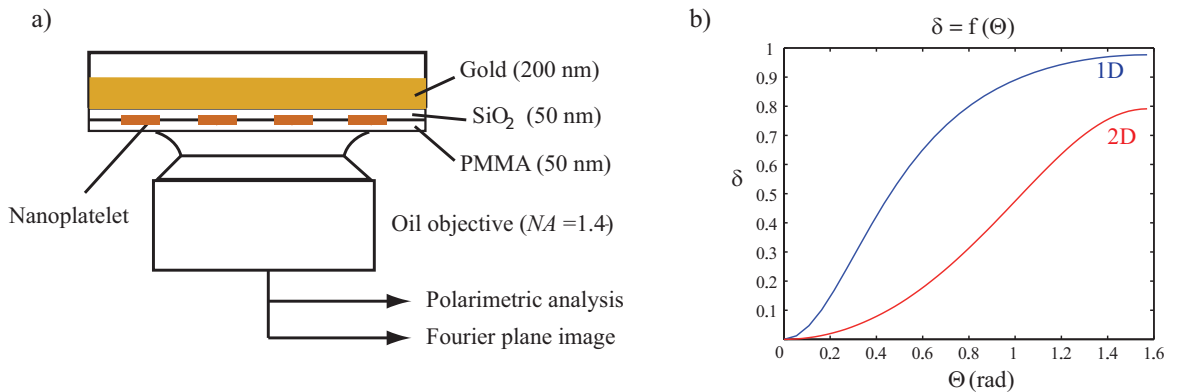 a)
Gold (200 nm)
SiO₂ (50 nm)
PMMA (50 nm)
Nanoplatelet
Oil objective (NA =1.4)
Polarimetric analysis
Fourier plane image
b)
δ = f (Θ)
1
0.9
0.8
0.7
0.6
0.5
0.4
0.3
0.2
0.1
δ
1D
2D
0 0.2 0.4 0.6 0.8 1 1.2 1.4 1.6
Θ (rad)